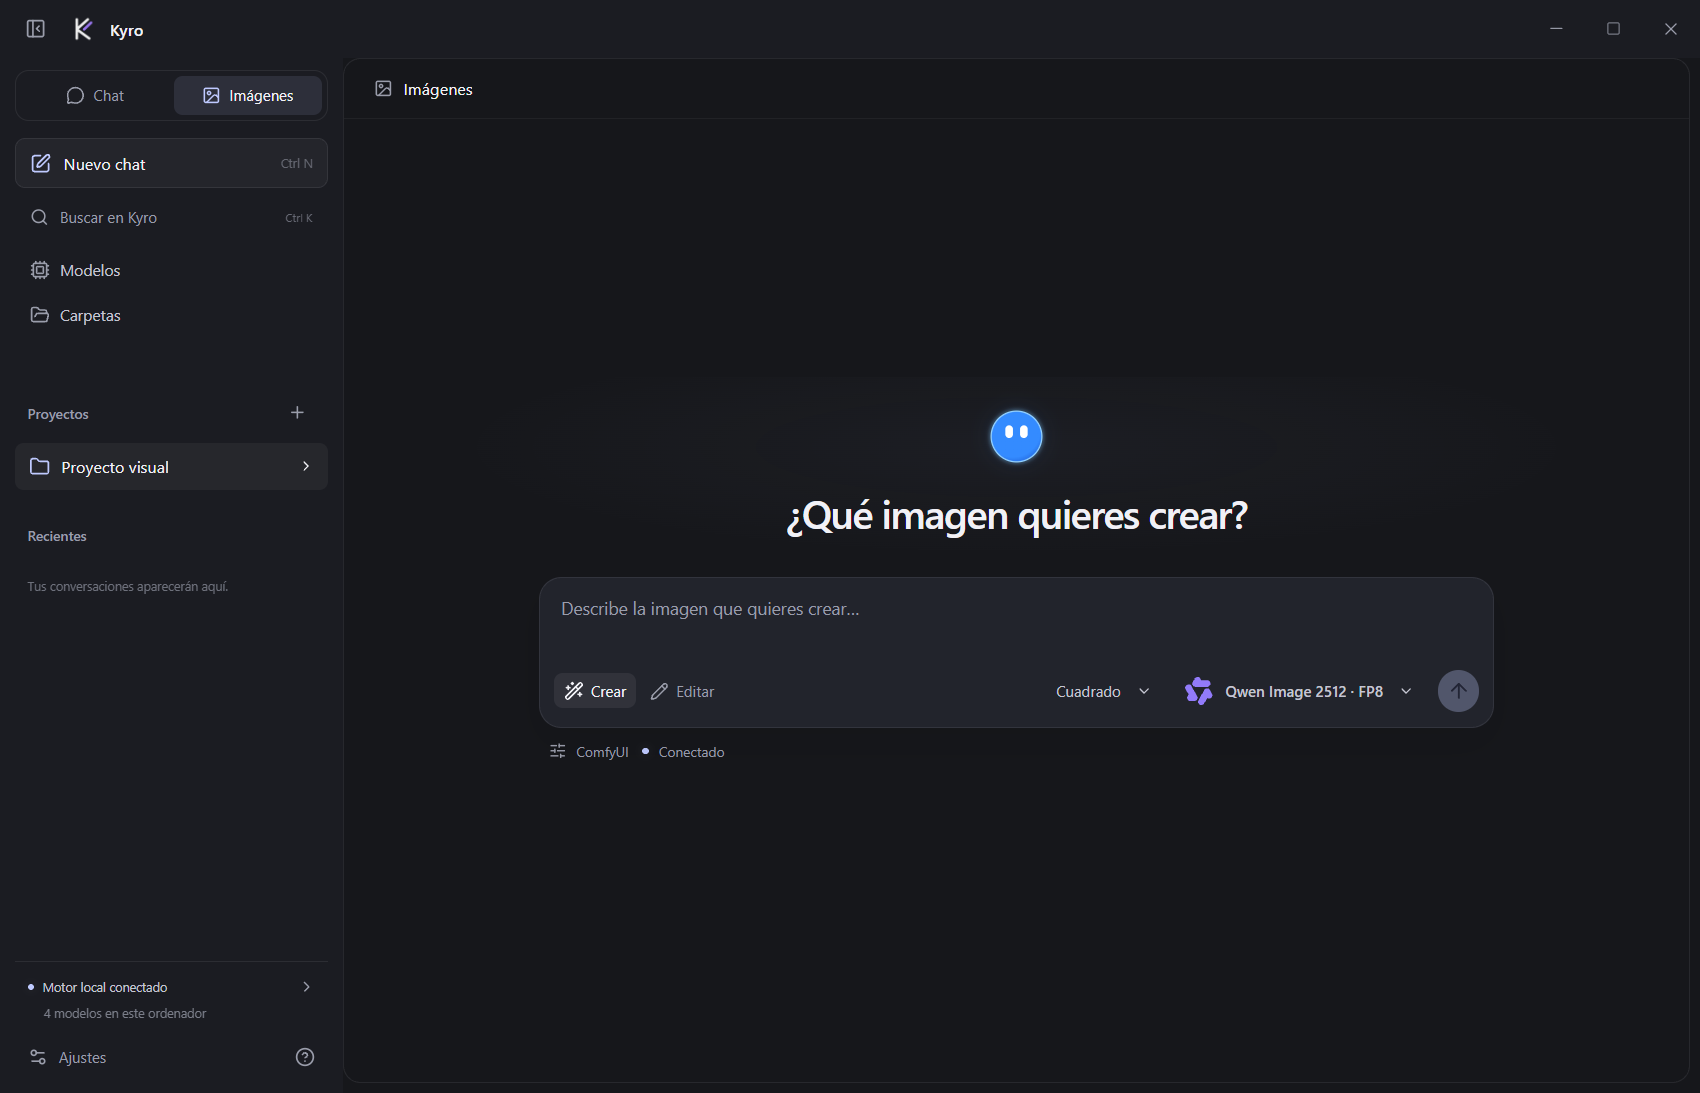 Kyro
Chat
Imágenes
Nuevo chat Ctrl N
Buscar en Kyro Ctrl K
Modelos
Carpetas
Proyectos
Proyecto visual
Recientes
Tus conversaciones aparecerán aquí.
Motor local conectado
4 modelos en este ordenador
Ajustes
Imágenes
¿Qué imagen quieres crear?
Describe la imagen que quieres crear...
Crear Editar Cuadrado Qwen Image 2512 · FP8
ComfyUI Conectado